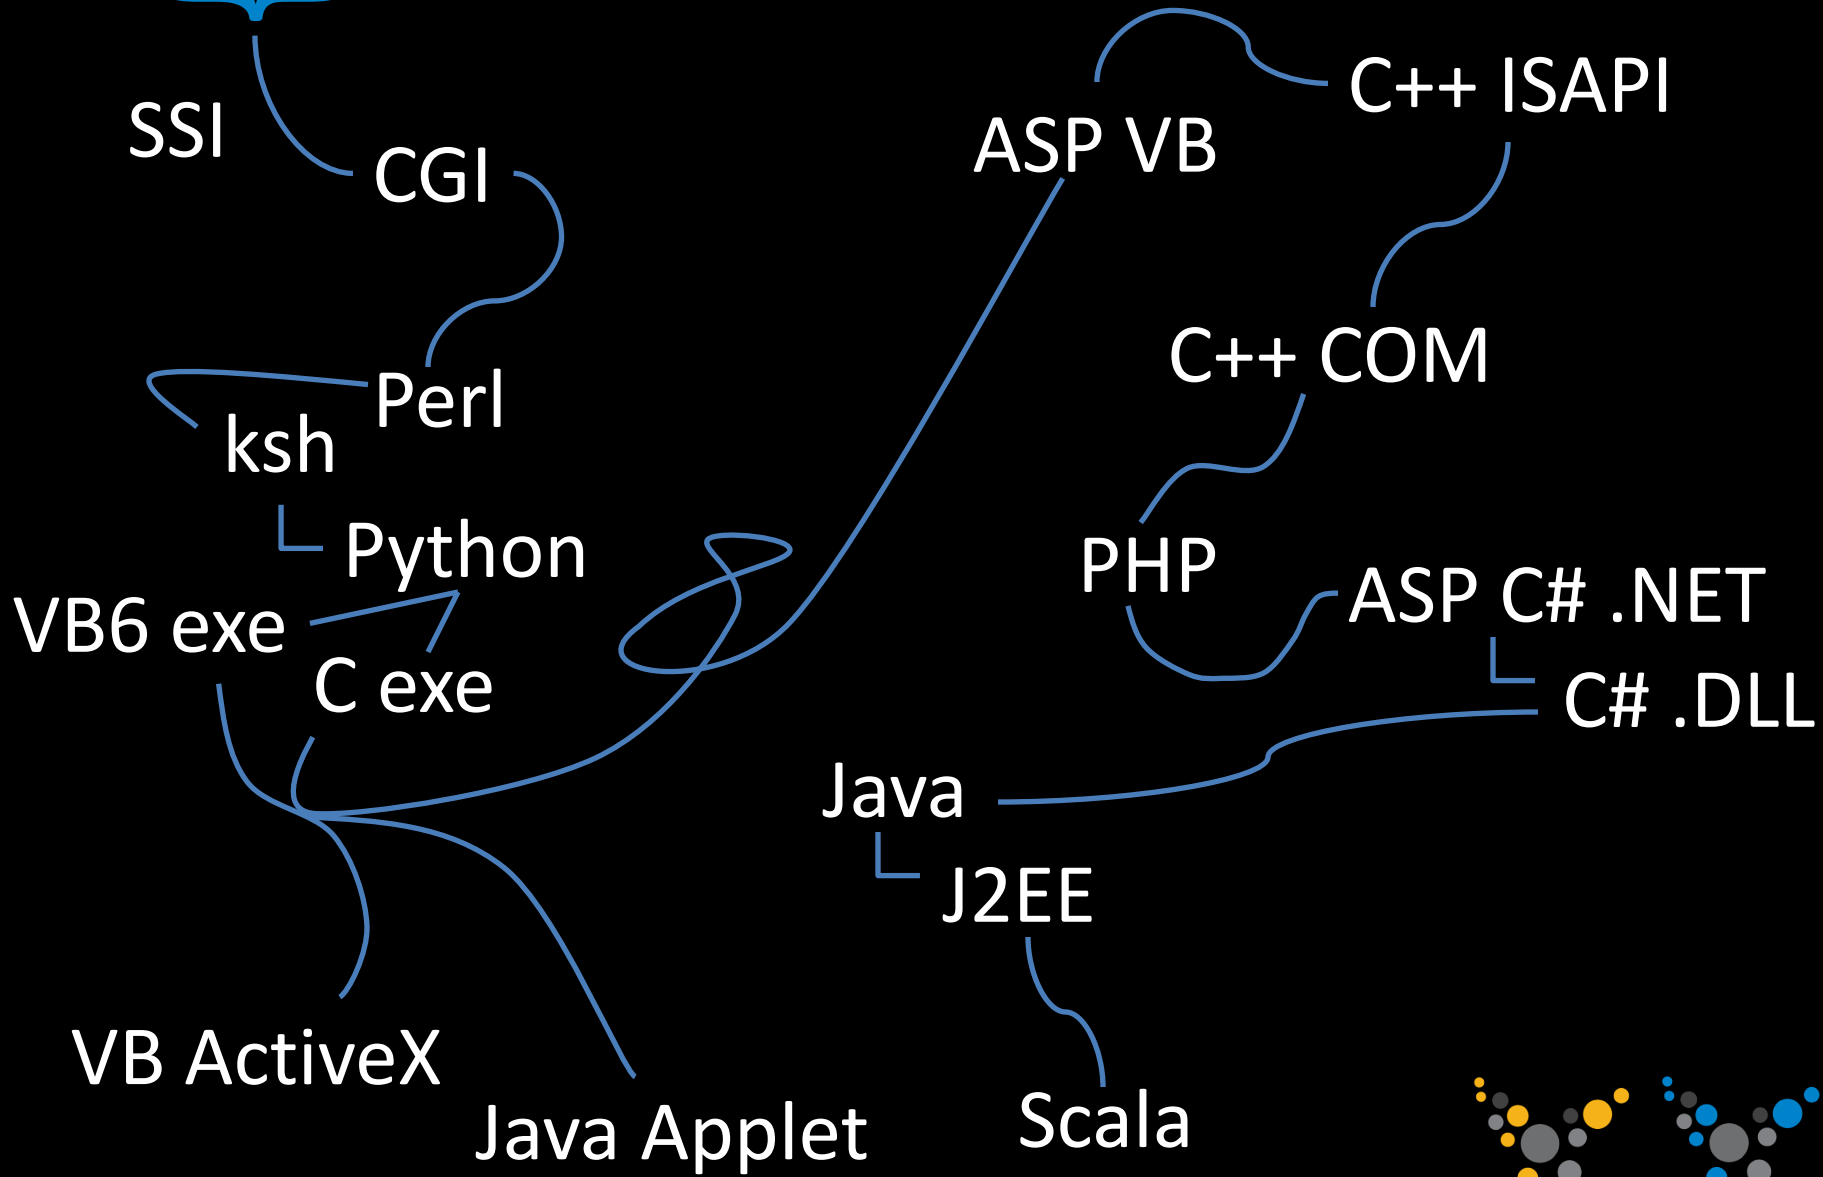 SSI
CGI
Perl
ksh
Python
VB6 exe
C exe
VB ActiveX
Java Applet
ASP VB
C++ ISAPI
C++ COM
PHP
ASP C# .NET
C# .DLL
Java
J2EE
Scala